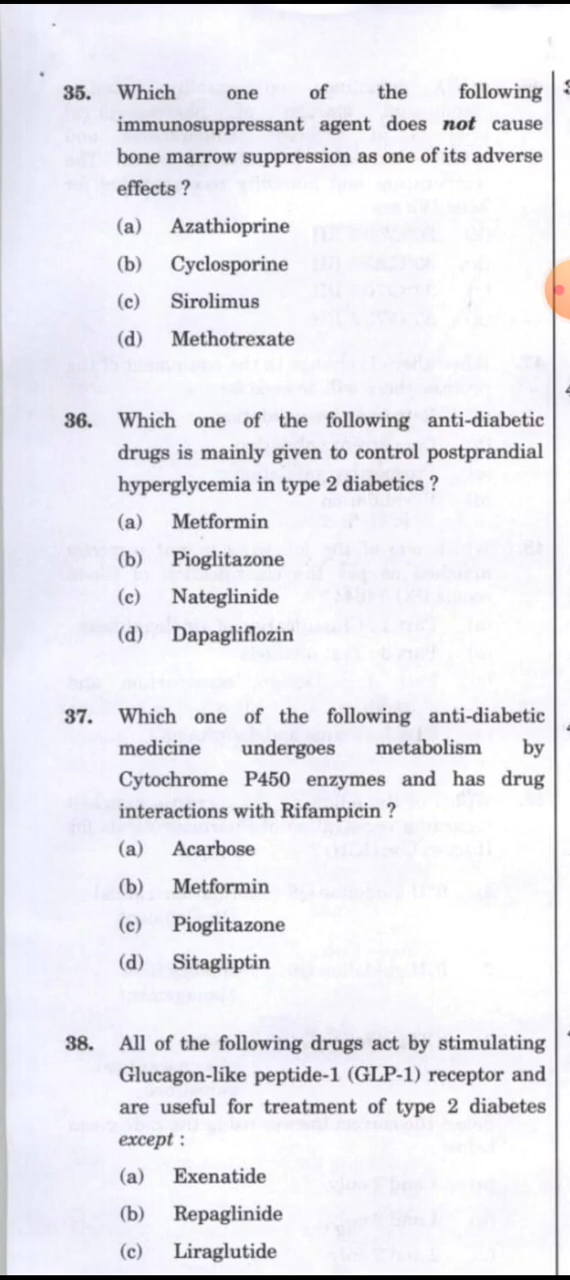 35. Which one of the following
immunosuppressant agent does not cause
bone marrow suppression as one of its adverse
effects ?
(a) Azathioprine
(b) Cyclosporine
(c) Sirolimus
(d) Methotrexate
36. Which one of the following anti-diabetic
drugs is mainly given to control postprandial
hyperglycemia in type 2 diabetics ?
(a) Metformin
(b) Pioglitazone
(c) Nateglinide
(d) Dapagliflozin
37. Which one of the following anti-diabetic
medicine undergoes metabolism by
Cytochrome P450 enzymes and has drug
interactions with Rifampicin ?
(a) Acarbose
(b) Metformin
(c) Pioglitazone
(d) Sitagliptin
38. All of the following drugs act by stimulating
Glucagon-like peptide-1 (GLP-1) receptor and
are useful for treatment of type 2 diabetes
except :
(a) Exenatide
(b) Repaglinide
(c) Liraglutide